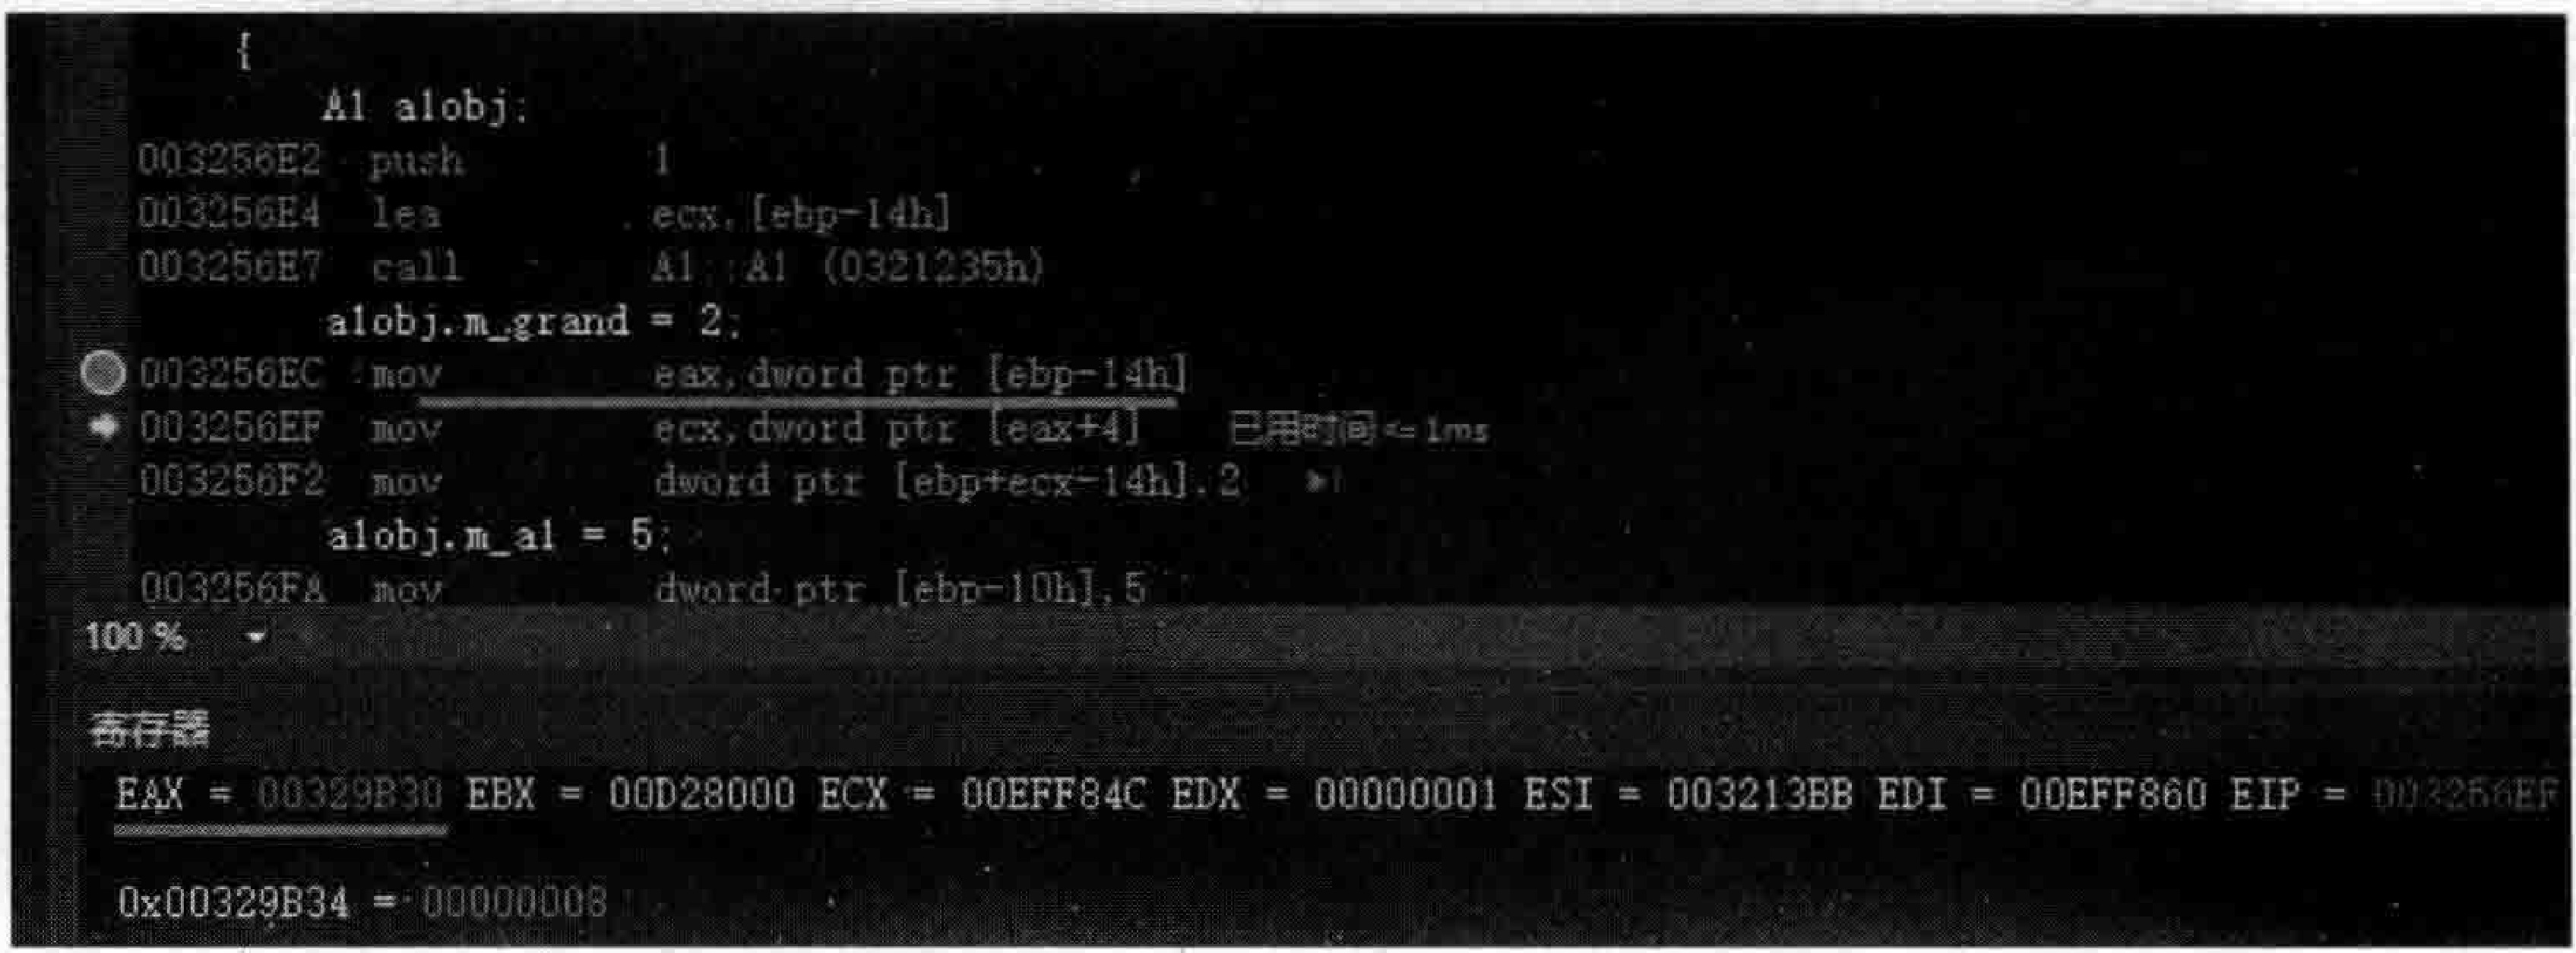 {
A1 a1obj;
003256E2 push 1
003256E4 lea ecx,[ebp-14h]
003256E7 call A1::A1 (0321235h)
a1obj.m_grand = 2;
003256EC mov eax,dword ptr [ebp-14h]
003256EF mov ecx,dword ptr [eax+4] 已用时间<= 1ms
003256F2 mov dword ptr [ebp+ecx-14h],2
a1obj.m_a1 = 5;
003256FA mov dword ptr [ebp-10h],5
100 %
寄存器
EAX = 00329B30 EBX = 00D28000 ECX = 00EFF84C EDX = 00000001 ESI = 003213BB EDI = 00EFF860 EIP = 003256EF
0x00329B34 = 00000008